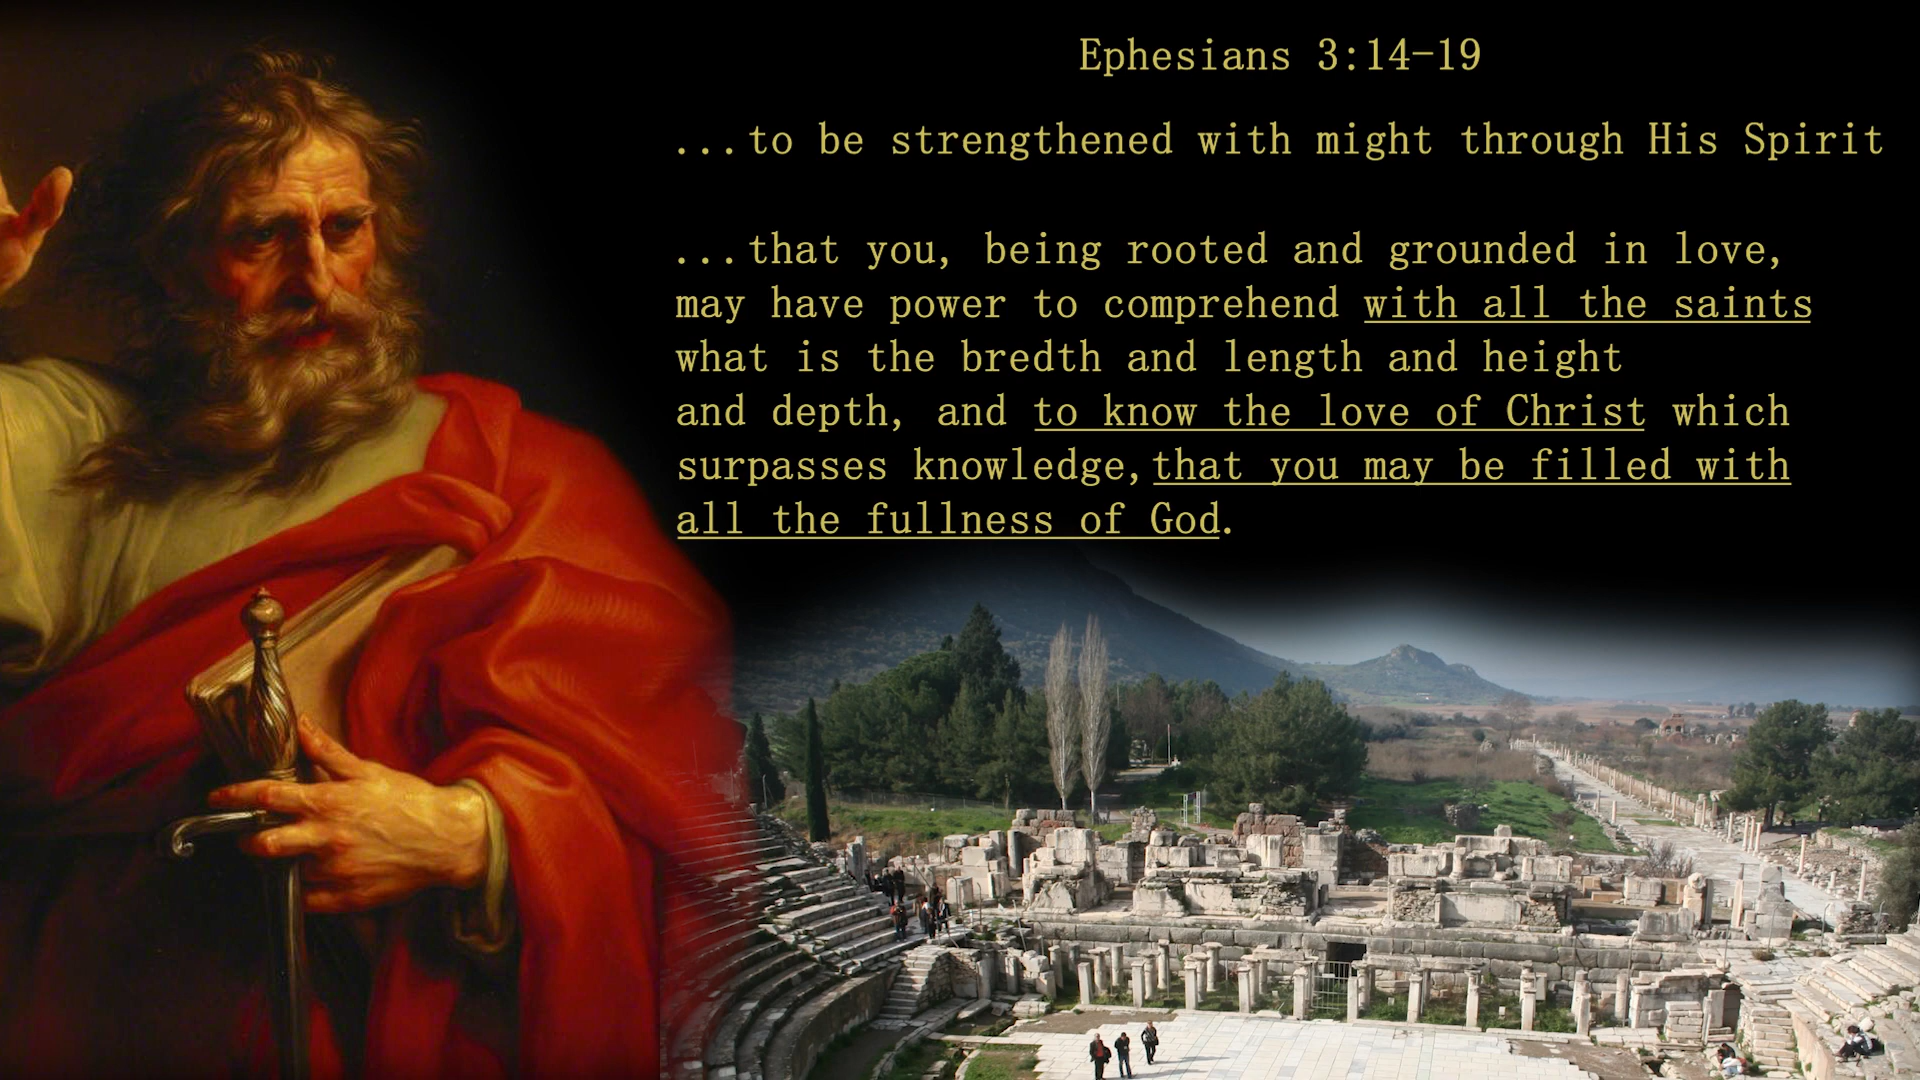 Ephesians 3:14-19
...to be strengthened with might through His Spirit
...that you, being rooted and grounded in love,
may have power to comprehend with all the saints
what is the bredth and length and height
and depth, and to know the love of Christ which
surpasses knowledge, that you may be filled with
all the fullness of God.